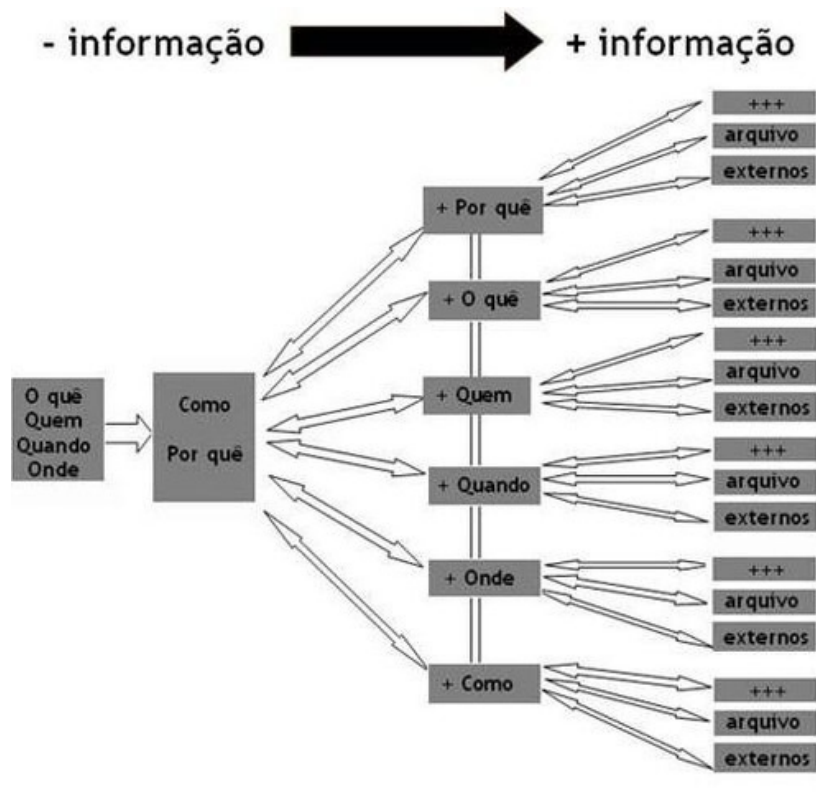 - informação
+ informação
O quê
Quem
Quando
Onde
Como
Por quê
+ Por quê
+ O quê
+ Quem
+ Quando
+ Onde
+ Como
+++
arquivo
externos
+++
arquivo
externos
+++
arquivo
externos
+++
arquivo
externos
+++
arquivo
externos
+++
arquivo
externos